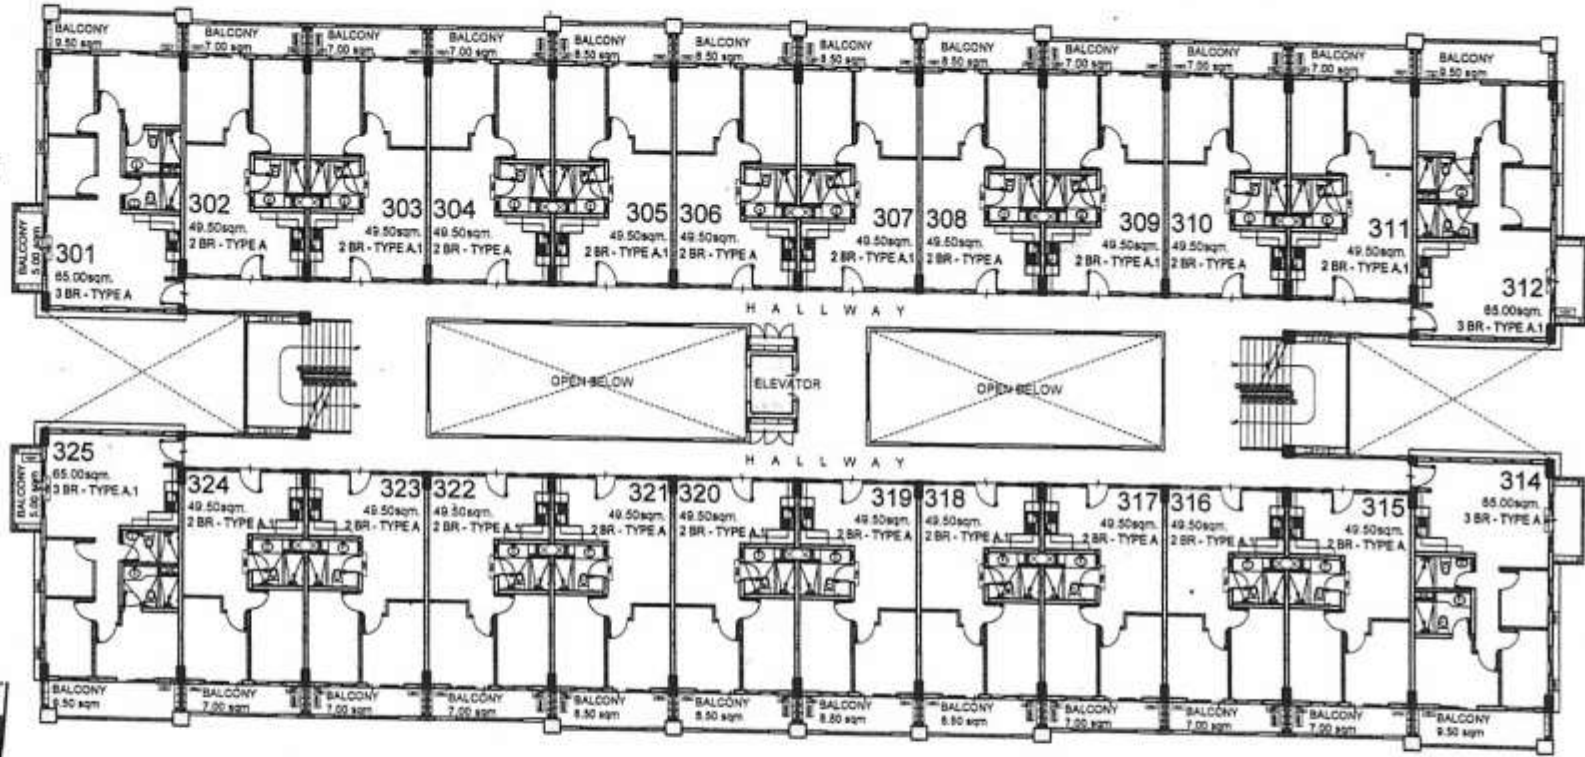 BALCONY
9.50 sqm
BALCONY
7.00 sqm
BALCONY
7.00 sqm
BALCONY
7.00 sqm
BALCONY
8.50 sqm
BALCONY
8.50 sqm
BALCONY
8.50 sqm
BALCONY
8.50 sqm
BALCONY
7.00 sqm
BALCONY
7.00 sqm
BALCONY
7.00 sqm
BALCONY
9.50 sqm
BALCONY
5.00 sqm
301
65.00sqm.
3 BR - TYPE A
302
49.50sqm.
2 BR - TYPE A
303
49.50sqm.
2 BR - TYPE A.1
304
49.50sqm.
2 BR - TYPE A
305
49.50sqm.
2 BR - TYPE A.1
306
49.50sqm.
2 BR - TYPE A
307
49.50sqm.
2 BR - TYPE A.1
308
49.50sqm.
2 BR - TYPE A
309
49.50sqm.
2 BR - TYPE A.1
310
49.50sqm.
2 BR - TYPE A
311
49.50sqm.
2 BR - TYPE A.1
312
65.00sqm.
3 BR - TYPE A.1
HALLWAY
OPEN BELOW
ELEVATOR
OPEN BELOW
HALLWAY
BALCONY
5.00 sqm
325
65.00sqm.
3 BR - TYPE A.1
324
49.50sqm.
2 BR - TYPE A.1
323
49.50sqm.
2 BR - TYPE A
322
49.50sqm.
2 BR - TYPE A.1
321
49.50sqm.
2 BR - TYPE A
320
49.50sqm.
2 BR - TYPE A.1
319
49.50sqm.
2 BR - TYPE A
318
49.50sqm.
2 BR - TYPE A.1
317
49.50sqm.
2 BR - TYPE A
316
49.50sqm.
2 BR - TYPE A.1
315
49.50sqm.
2 BR - TYPE A
314
65.00sqm.
3 BR - TYPE A
BALCONY
9.50 sqm
BALCONY
7.00 sqm
BALCONY
7.00 sqm
BALCONY
7.00 sqm
BALCONY
8.50 sqm
BALCONY
8.50 sqm
BALCONY
8.50 sqm
BALCONY
8.50 sqm
BALCONY
7.00 sqm
BALCONY
7.00 sqm
BALCONY
7.00 sqm
BALCONY
9.50 sqm